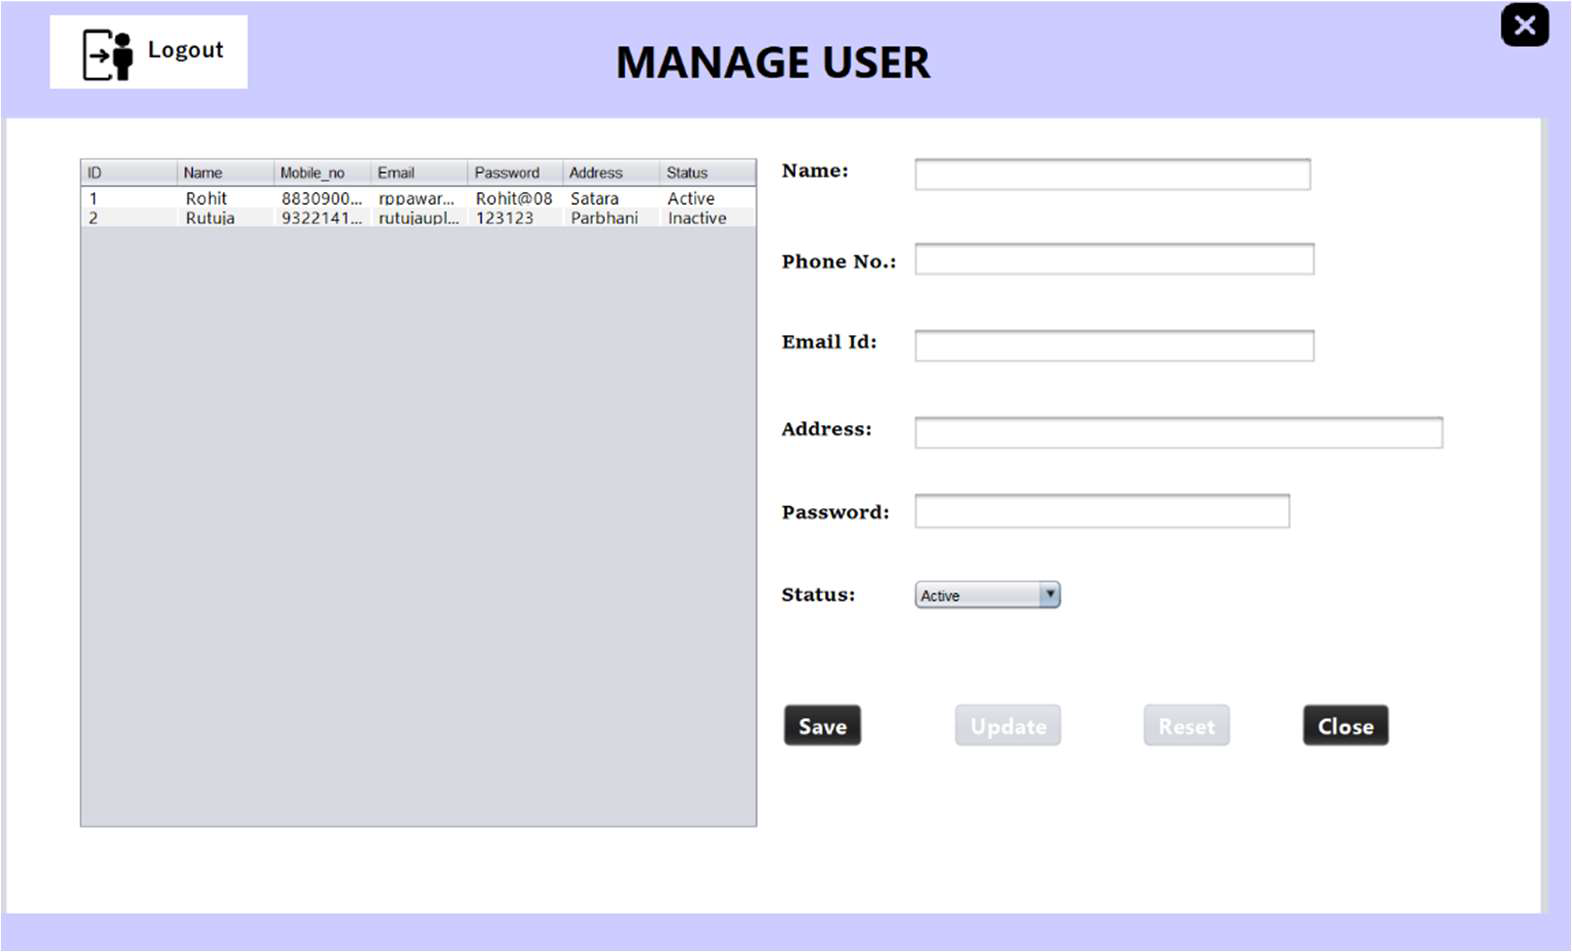 Logout
MANAGE USER
ID Name Mobile_no Email Password Address Status
1 Rohit 8830900... rppawar... Rohit@08 Satara Active
2 Rutuja 9322141... rutujaupl... 123123 Parbhani Inactive
Name:
Phone No.:
Email Id:
Address:
Password:
Status: Active
Save Update Reset Close